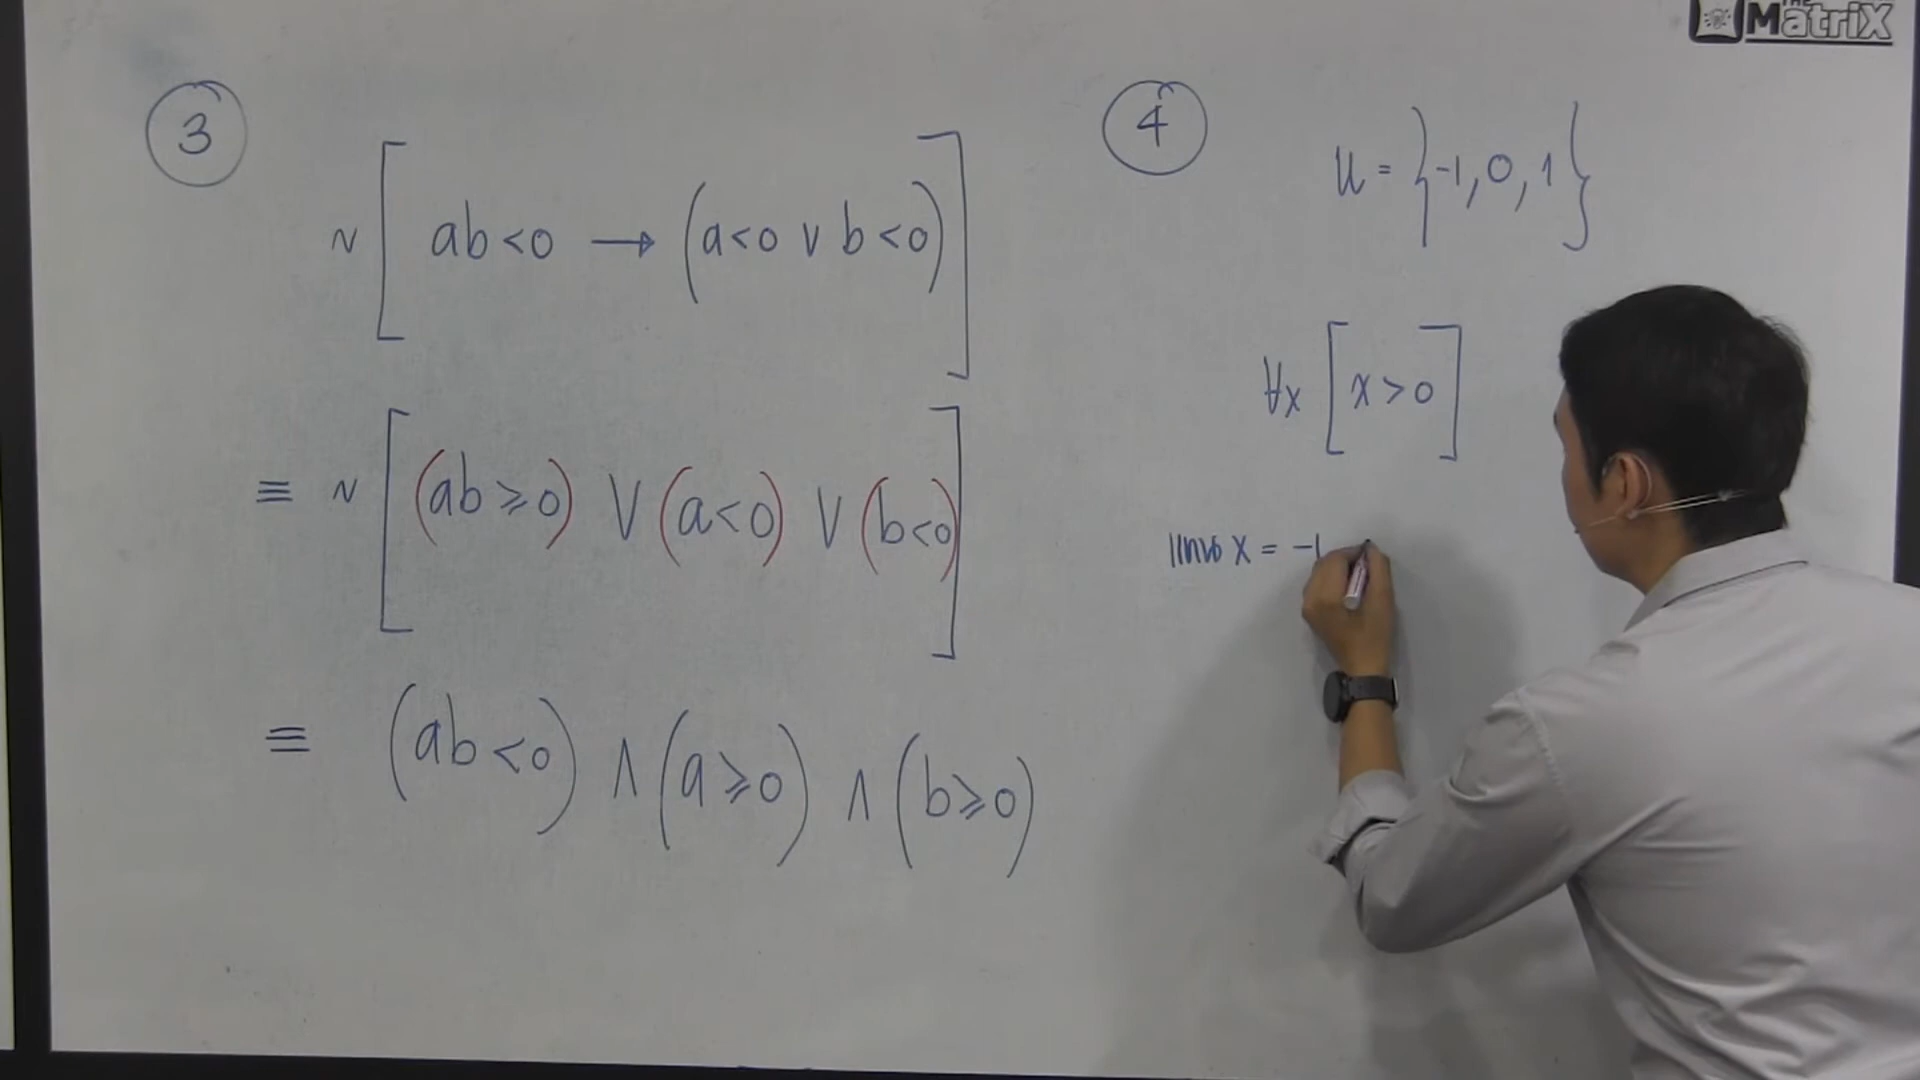 THE
MatriX
3
~[ab<0 → (a<0 ∨ b<0)]
≡ ~[(ab≥0) ∨ (a<0) ∨ (b<0)]
≡ (ab<0) ∧ (a≥0) ∧ (b≥0)
4
U = {-1, 0, 1}
∀x [x>0]
แทน x = -1